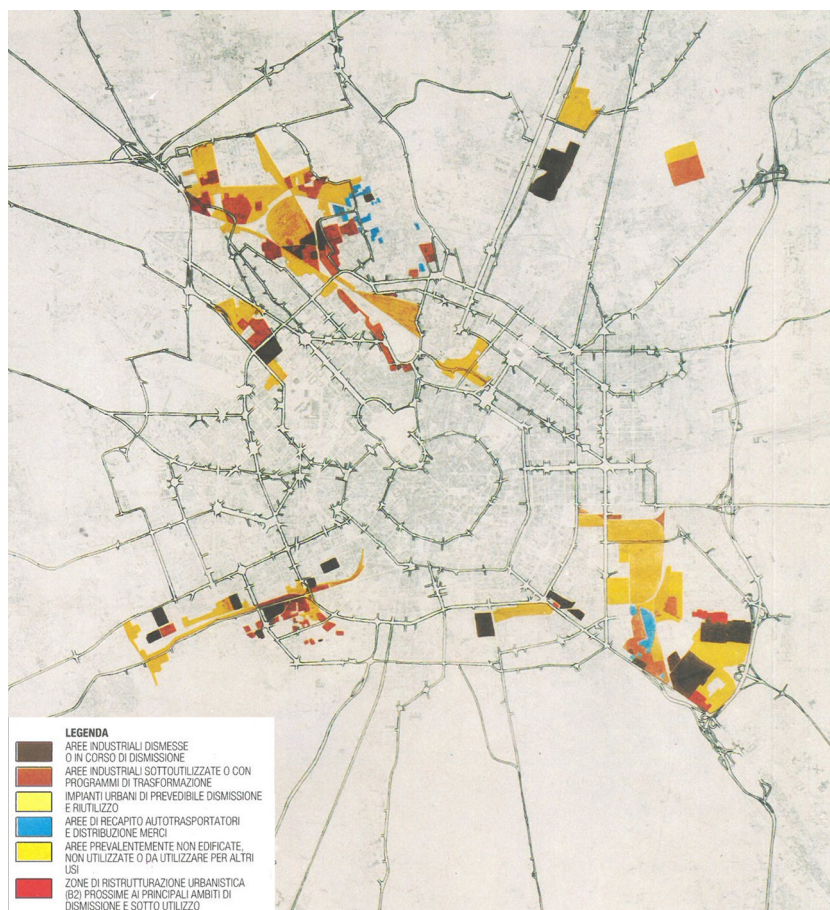 LEGENDA
AREE INDUSTRIALI DISMESSE
O IN CORSO DI DISMISSIONE
AREE INDUSTRIALI SOTTOUTILIZZATE O CON
PROGRAMMI DI TRASFORMAZIONE
IMPIANTI URBANI DI PREVEDIBILE DISMISSIONE
E RIUTILIZZO
AREE DI RECAPITO AUTOTRASPORTATORI
E DISTRIBUZIONE MERCI
AREE PREVALENTEMENTE NON EDIFICATE,
NON UTILIZZATE O DA UTILIZZARE PER ALTRI
USI
ZONE DI RISTRUTTURAZIONE URBANISTICA
(B2) PROSSIME AI PRINCIPALI AMBITI DI
DISMISSIONE E SOTTO UTILIZZO